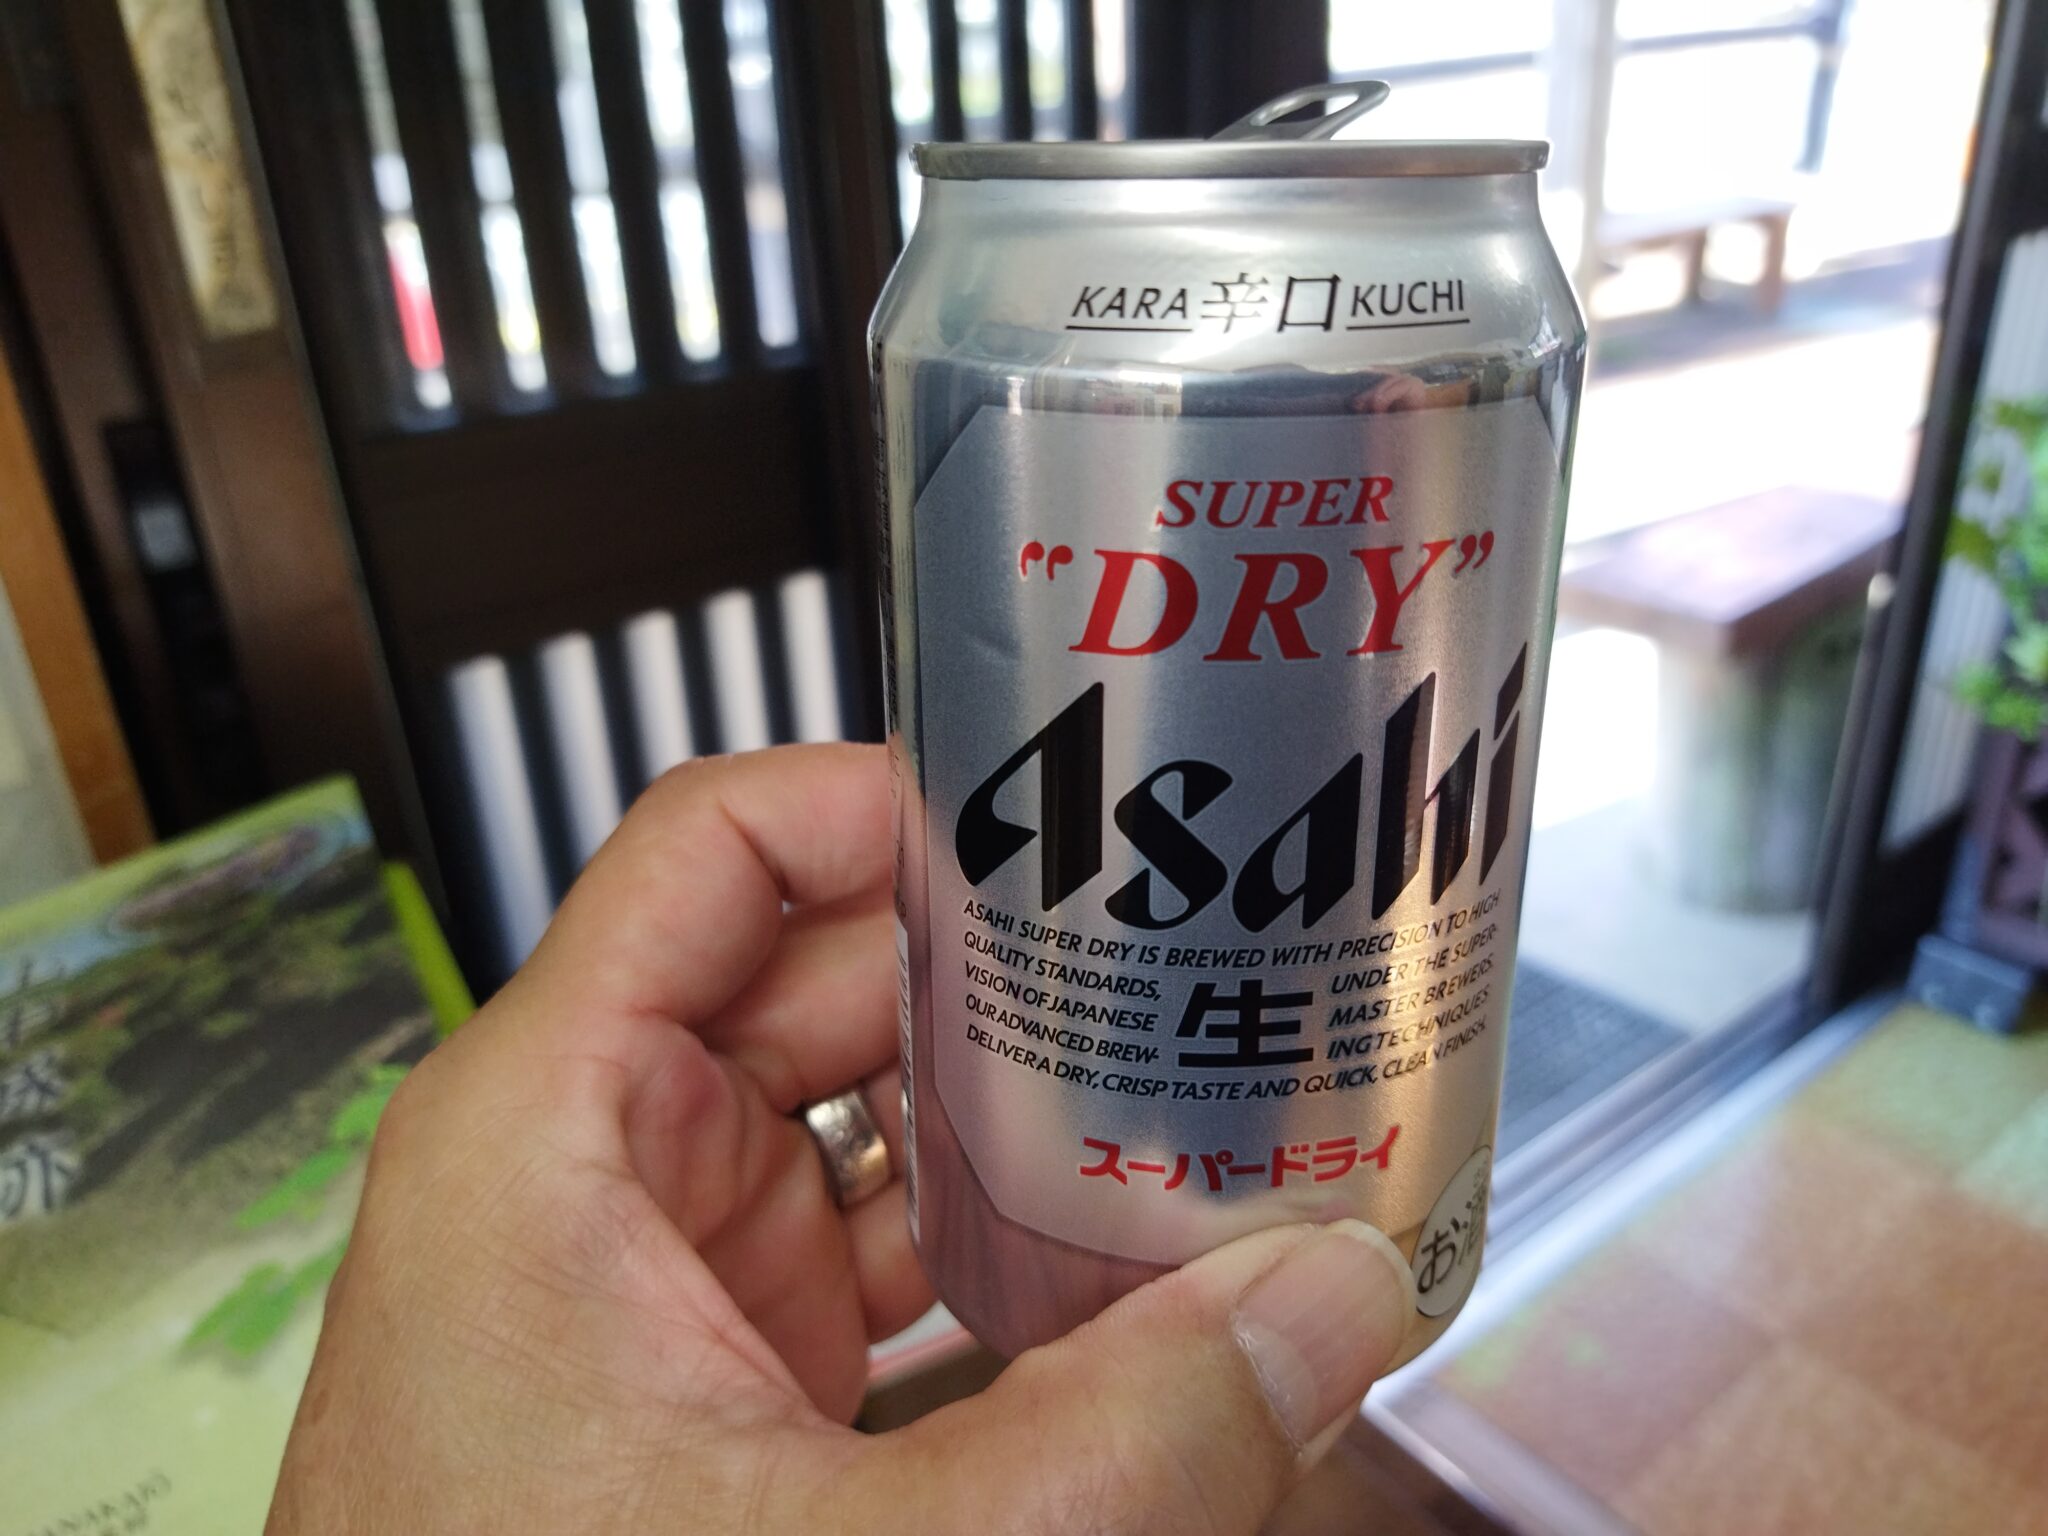 KARA 辛口 KUCHI
SUPER
“DRY”
Asahi
ASAHI SUPER DRY IS BREWED WITH PRECISION TO HIGH
QUALITY STANDARDS, UNDER THE SUPER-
VISION OF JAPANESE MASTER BREWERS.
OUR ADVANCED BREW- ING TECHNIQUES
生
DELIVER A DRY, CRISP TASTE AND QUICK, CLEAN FINISH.
スーパードライ
お酒